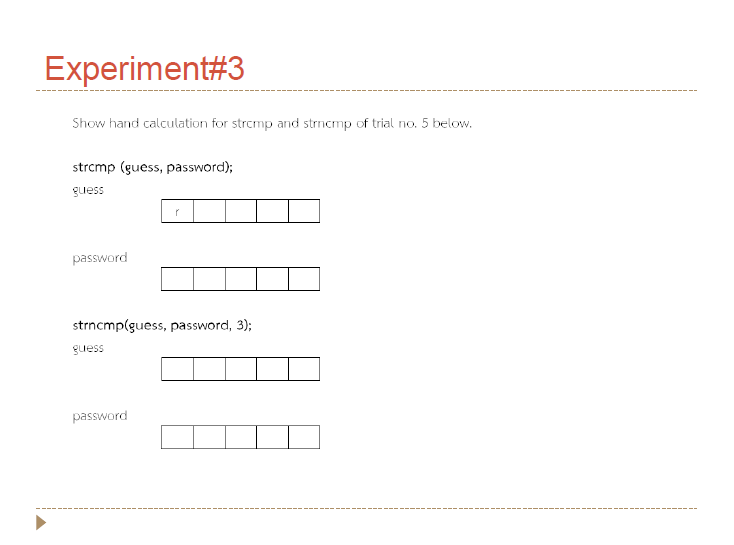 Experiment#3
Show hand calculation for strcmp and strncmp of trial no. 5 below.
strcmp (guess, password);
guess
r
password
strncmp(guess, password, 3);
guess
password